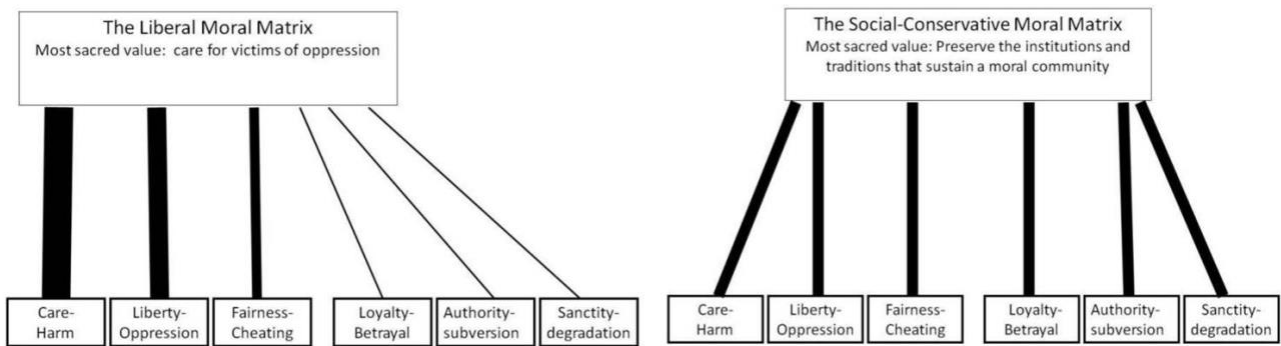 The Liberal Moral Matrix
Most sacred value:  care for victims of oppression
Care-
Harm
Liberty-
Oppression
Fairness-
Cheating
Loyalty-
Betrayal
Authority-
subversion
Sanctity-
degradation
The Social-Conservative Moral Matrix
Most sacred value: Preserve the institutions and
traditions that sustain a moral community
Care-
Harm
Liberty-
Oppression
Fairness-
Cheating
Loyalty-
Betrayal
Authority-
subversion
Sanctity-
degradation